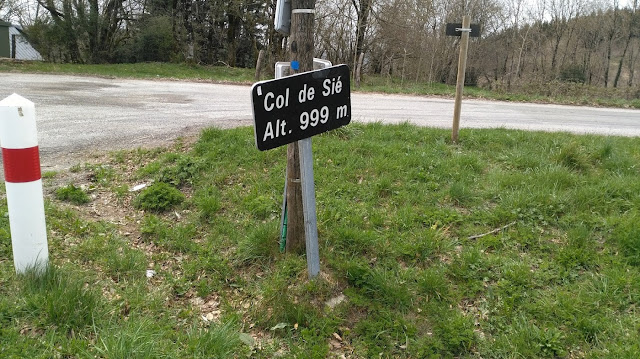 Col de Sié
Alt. 999 m